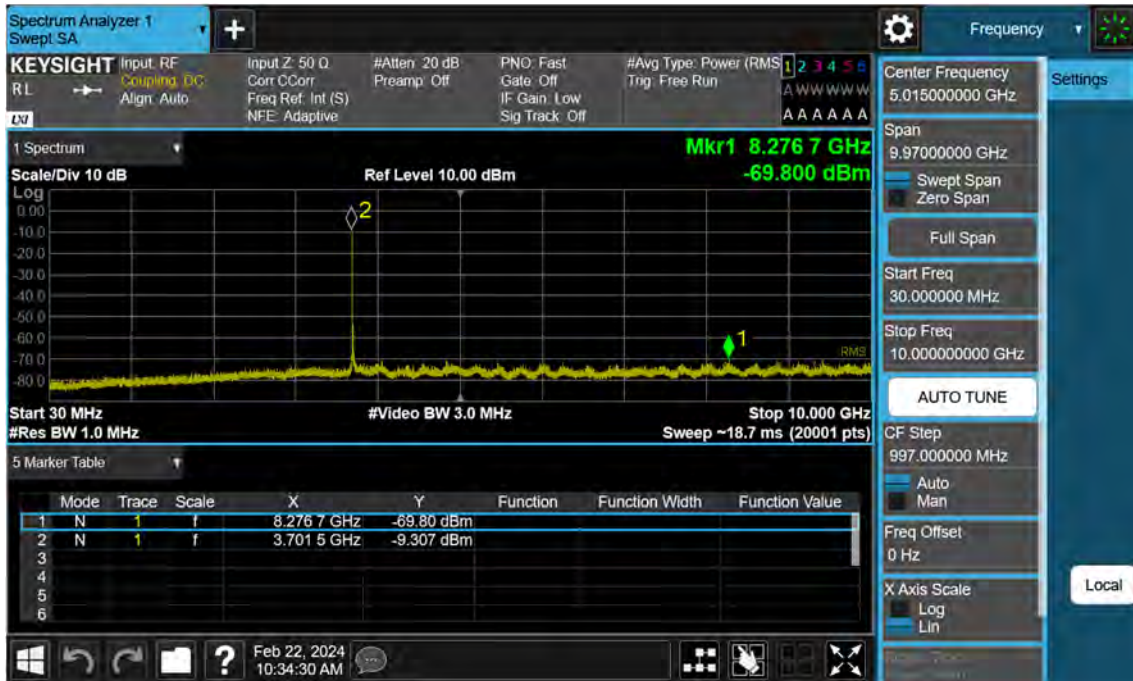 Spectrum Analyzer 1
Swept SA
+
Frequency
KEYSIGHT
RL
LXI
Input: RF
Coupling: DC
Align: Auto
Input Z: 50 Ω
Corr CCorr
Freq Ref: Int (S)
NFE: Adaptive
#Atten: 20 dB
Preamp: Off
PNO: Fast
Gate: Off
IF Gain: Low
Sig Track: Off
#Avg Type: Power (RMS
Trig: Free Run
1 2 3 4 5 6
A W W W W W
A A A A A A
Center Frequency
5.015000000 GHz
Settings
1 Spectrum
Scale/Div 10 dB
Ref Level 10.00 dBm
Mkr1 8.276 7 GHz
-69.800 dBm
Log
0.00
-10.0
-20.0
-30.0
-40.0
-50.0
-60.0
-70.0
-80.0
2
1
RMS
Start 30 MHz
#Video BW 3.0 MHz
Stop 10.000 GHz
#Res BW 1.0 MHz
Sweep ~18.7 ms (20001 pts)
Span
9.97000000 GHz
Swept Span
Zero Span
Full Span
Start Freq
30.000000 MHz
Stop Freq
10.000000000 GHz
AUTO TUNE
CF Step
997.000000 MHz
Auto
Man
Freq Offset
0 Hz
X Axis Scale
Log
Lin
Local
5 Marker Table
Mode Trace Scale X Y Function Function Width Function Value
1 N 1 f 8.276 7 GHz -69.80 dBm
2 N 1 f 3.701 5 GHz -9.307 dBm
3
4
5
6
?
Feb 22, 2024
10:34:30 AM